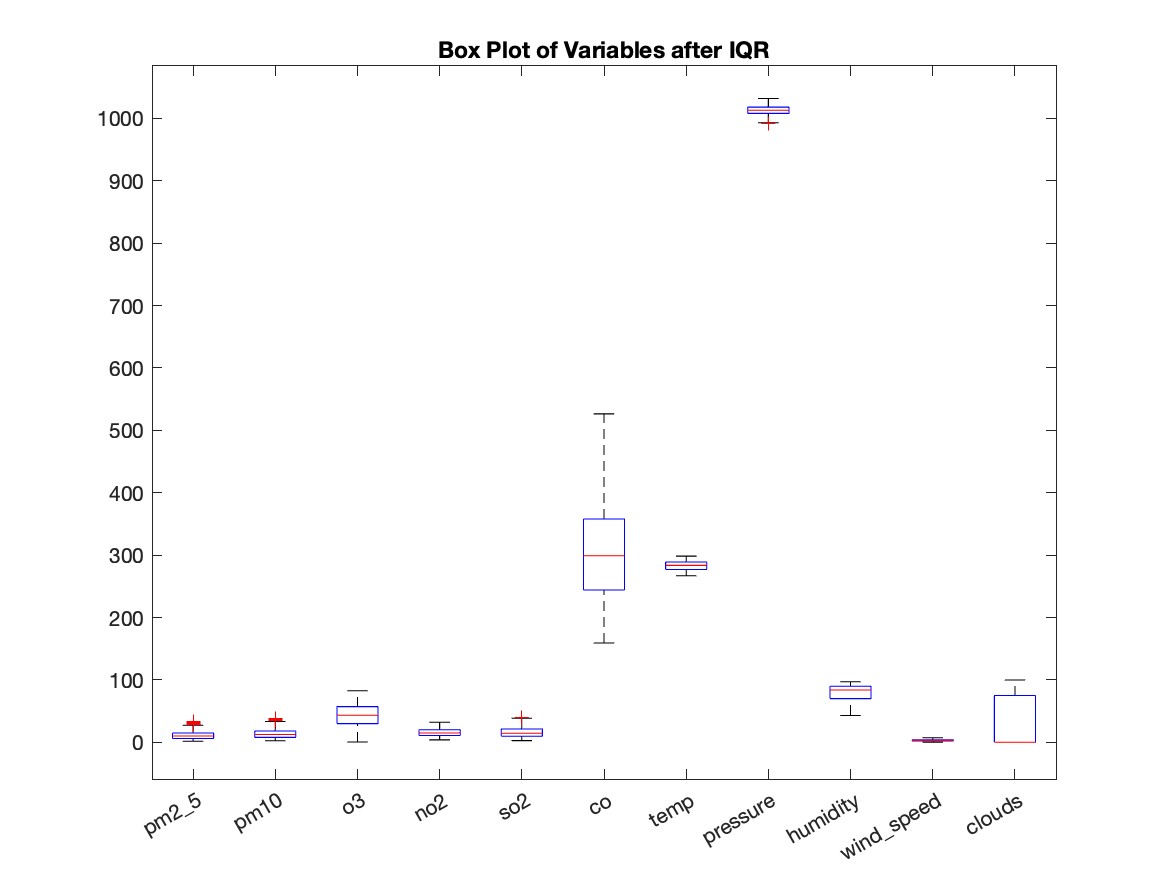 Box Plot of Variables after IQR
1000
900
800
700
600
500
400
300
200
100
0
pm2_5
pm10
o3
no2
so2
co
temp
pressure
humidity
wind_speed
clouds